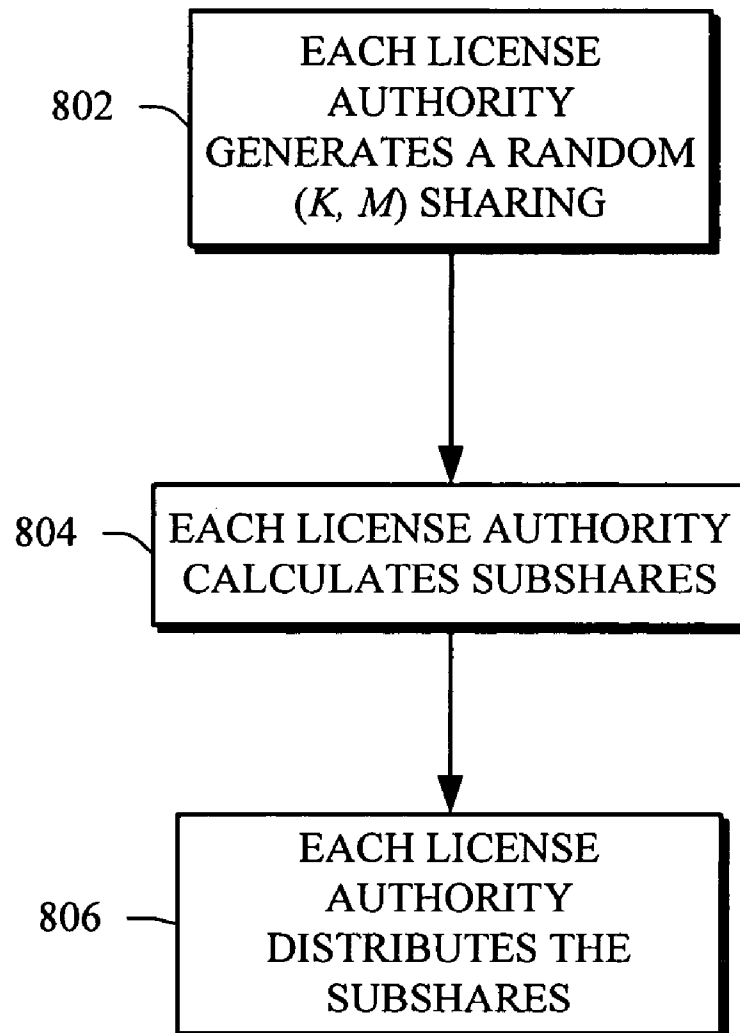 802
EACH LICENSE
AUTHORITY
GENERATES A RANDOM
(K, M) SHARING
804
EACH LICENSE AUTHORITY
CALCULATES SUBSHARES
806
EACH LICENSE
AUTHORITY
DISTRIBUTES THE
SUBSHARES